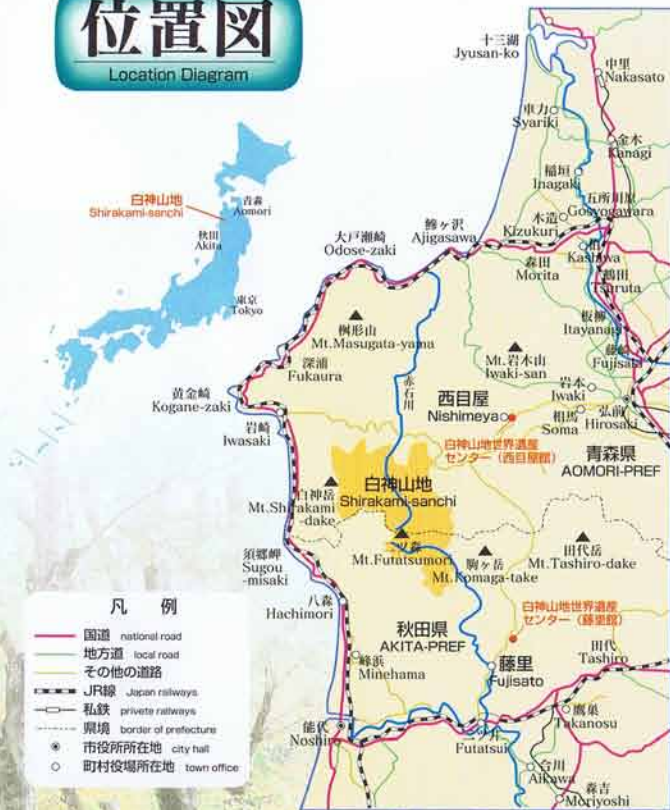 位置図
Location Diagram
十三湖
Jyusan-ko
中里
Nakasato
車力
Syariki
金木
Kanagi
稲垣
Inagaki
五所川原
Gosyogawara
木造
Kizukuri
鰺ヶ沢
Ajigasawa
大戸瀬崎
Odose-zaki
柏
Kashiwa
森田
Morita
鶴田
Tsuruta
白神山地
Shirakami-sanchi
青森
Aomori
秋田
Akita
東京
Tokyo
桝形山
Mt.Masugata-yama
板柳
Itayanagi
藤崎
Fujisaki
Mt.岩木山
Iwaki-san
深浦
Fukaura
赤石川
岩木
Iwaki
黄金崎
Kogane-zaki
西目屋
Nishimeya
相馬
Soma
弘前
Hirosaki
岩崎
Iwasaki
白神山地世界遺産
センター（西目屋館）
青森県
AOMORI-PREF
白神山地
Shirakami-sanchi
白神岳
Mt.Shirakami
-dake
二ツ森
Mt.Futatsumori
駒ヶ岳
Mt.Komaga-take
田代岳
Mt.Tashiro-dake
須郷岬
Sugou
-misaki
八森
Hachimori
白神山地世界遺産
センター（藤里館）
秋田県
AKITA-PREF
峰浜
Minehama
藤里
Fujisato
田代
Tashiro
鷹巣
Takanosu
能代
Noshiro
二ツ井
Futatsui
合川
Aikawa
森吉
Moriyoshi
凡 例
国道 national road
地方道 local road
その他の道路
JR線 Japan railways
私鉄 private railways
県境 border of prefecture
市役所所在地 city hall
町村役場所在地 town office